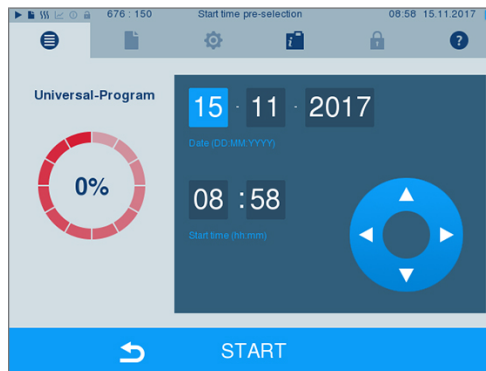 676 : 150 Start time pre-selection 08:58 15.11.2017
Universal-Program
0%
15 . 11 . 2017
Date (DD:MM:YYYY)
08 : 58
Start time (hh:mm)
START